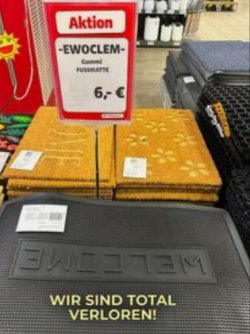 Aktion
-EWOCLEM-
Gummi
FUSSMATTE
6,- €
WELCOME
WIR SIND TOTAL
VERLOREN!